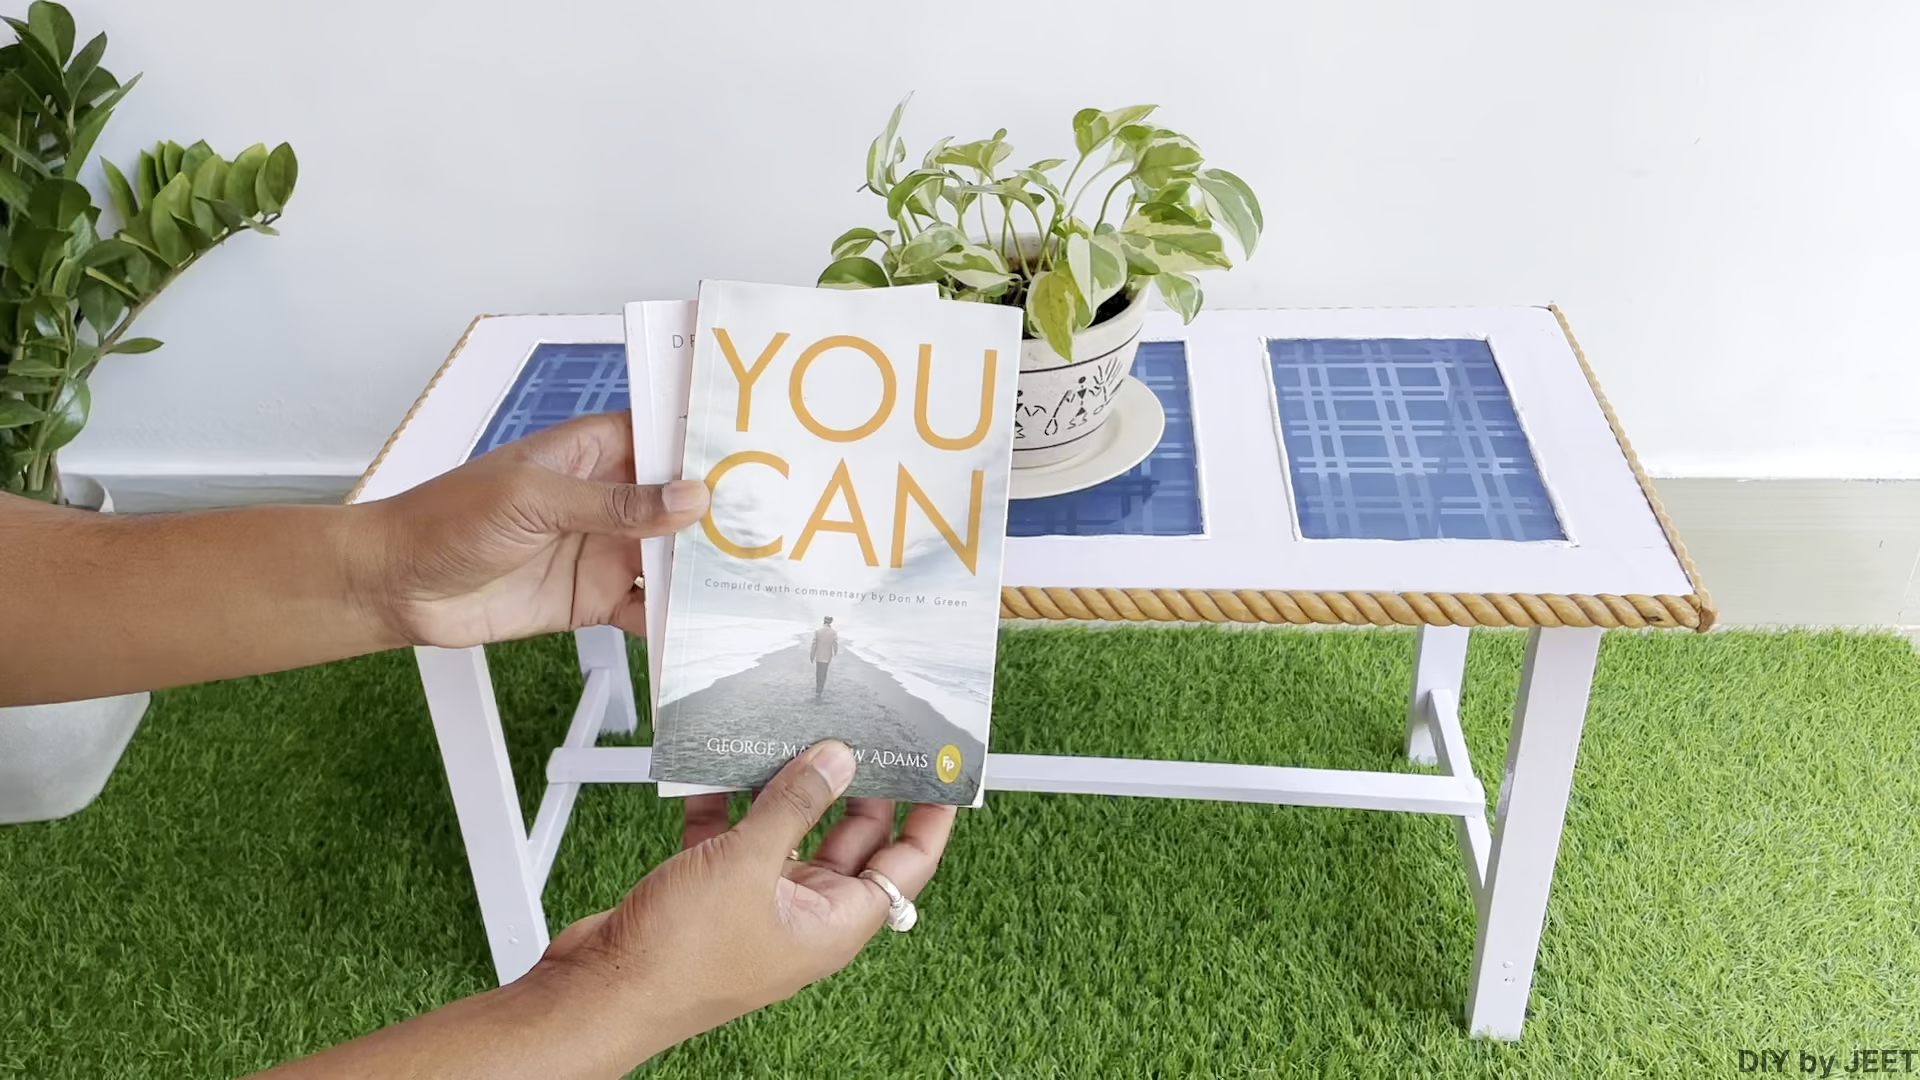 YOU
CAN
Compiled with commentary by Don M. Green
GEORGE ADAMS
FP
DIY by JEET